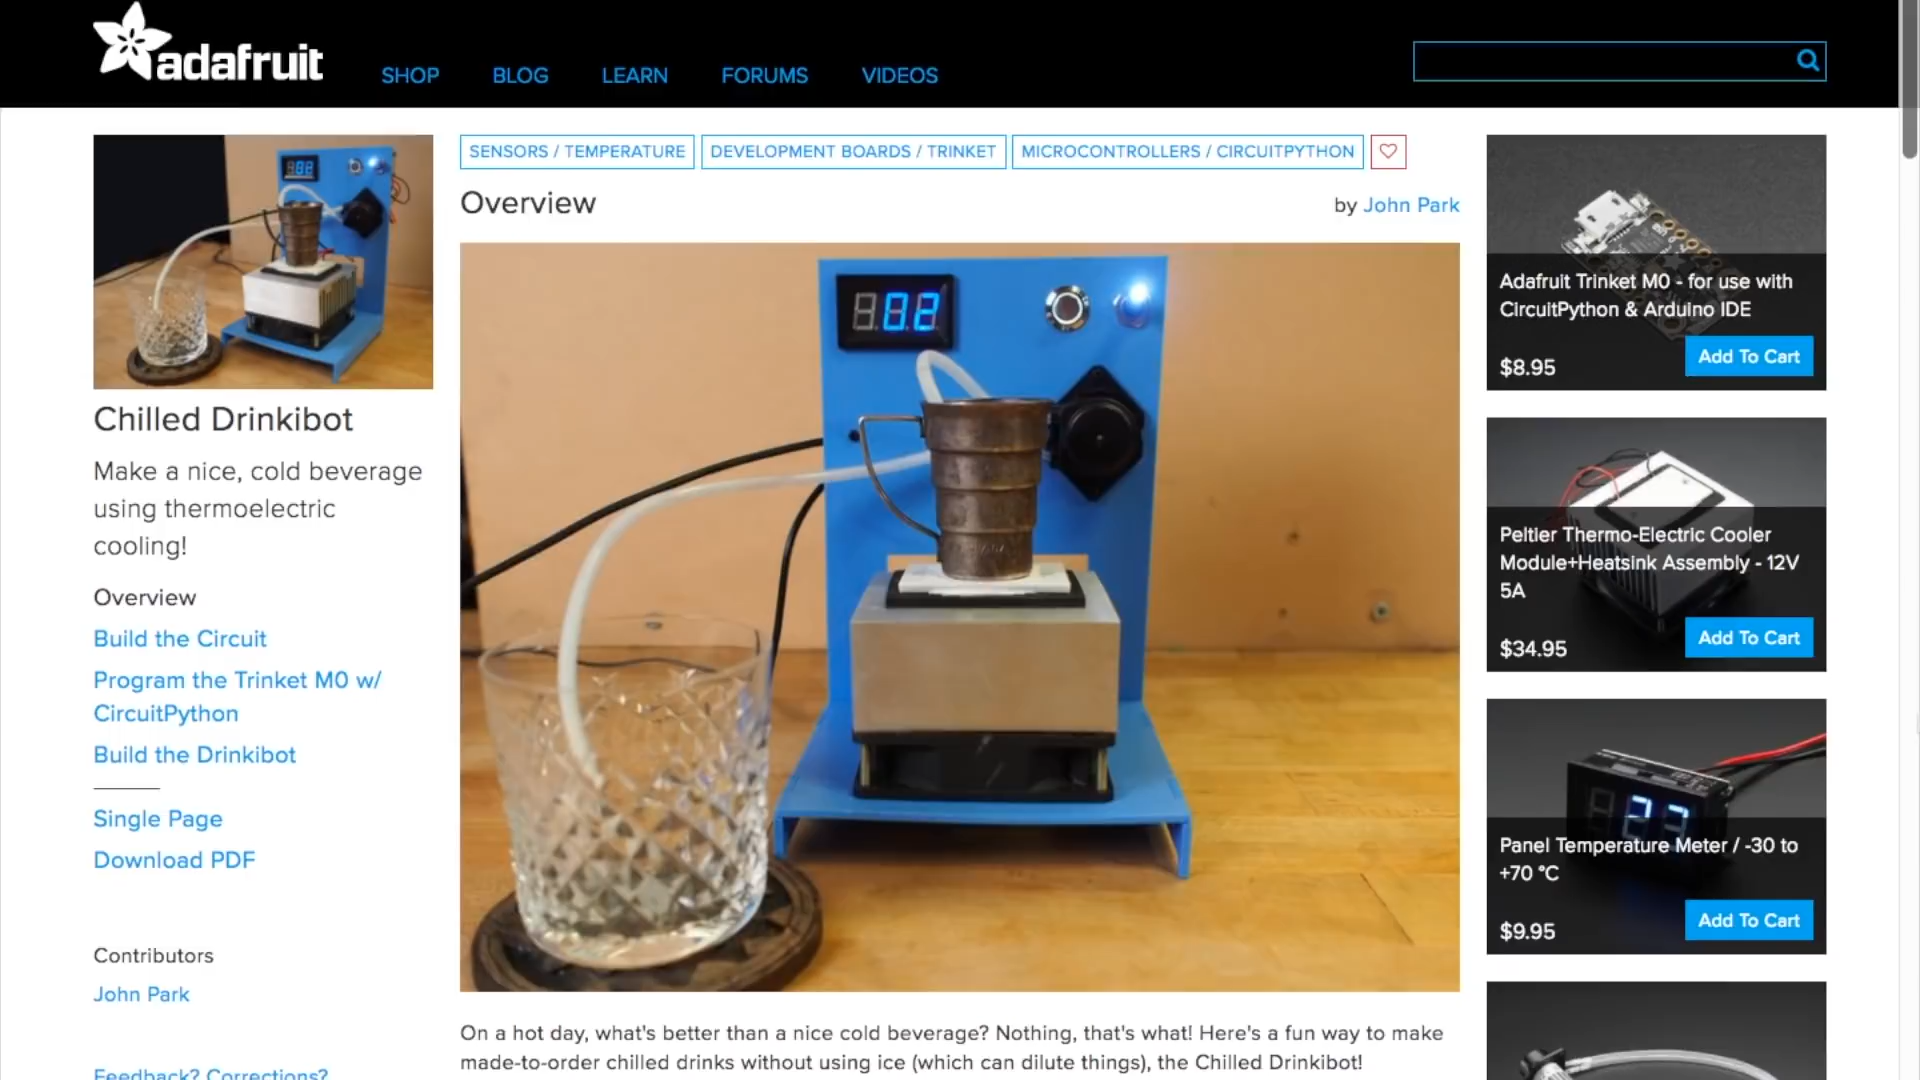 adafruit
SHOP BLOG LEARN FORUMS VIDEOS
SENSORS / TEMPERATURE DEVELOPMENT BOARDS / TRINKET MICROCONTROLLERS / CIRCUITPYTHON
Overview
by John Park
Chilled Drinkibot
Make a nice, cold beverage
using thermoelectric
cooling!
Overview
Build the Circuit
Program the Trinket M0 w/
CircuitPython
Build the Drinkibot
Single Page
Download PDF
Contributors
John Park
Feedback? Corrections?
02
On a hot day, what's better than a nice cold beverage? Nothing, that's what! Here's a fun way to make
made-to-order chilled drinks without using ice (which can dilute things), the Chilled Drinkibot!
Adafruit Trinket M0 - for use with
CircuitPython & Arduino IDE
$8.95
Add To Cart
Peltier Thermo-Electric Cooler
Module+Heatsink Assembly - 12V
5A
$34.95
Add To Cart
Panel Temperature Meter / -30 to
+70 °C
$9.95
Add To Cart